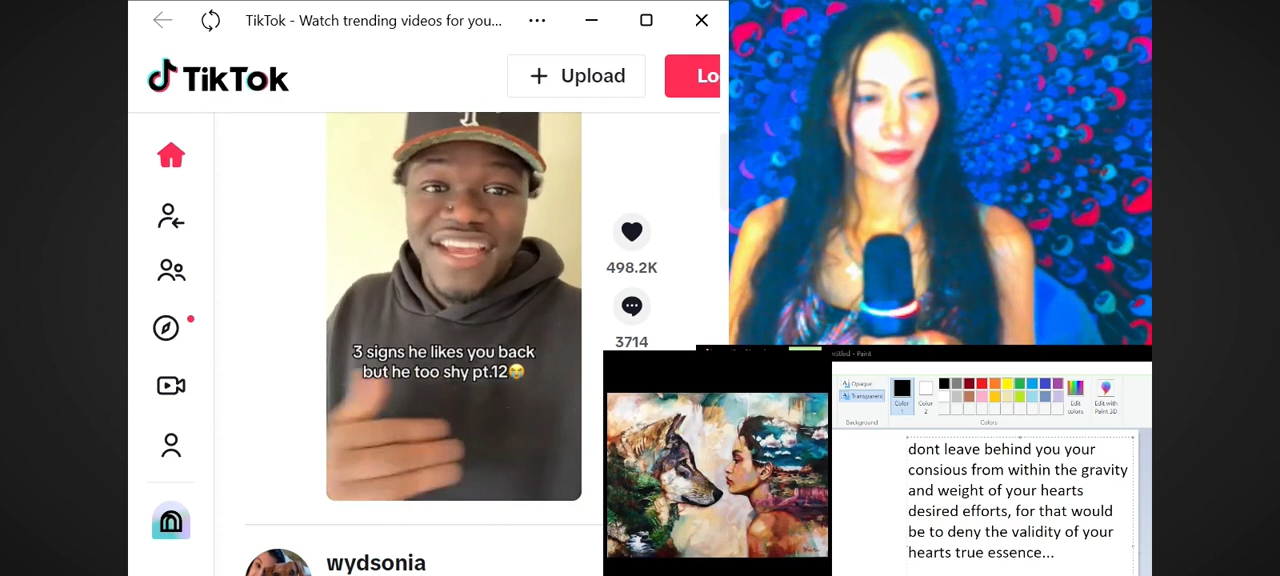 TikTok - Watch trending videos for you...
TikTok
Upload
Lo
498.2K
3 signs he likes you back
but he too shy pt.12😭
3714
wydsonia
- Paint
Opaque
Transparent
Background
Color
1
Color
2
Edit
colors
Edit with
Paint 3D
Colors
dont leave behind you your
consious from within the gravity
and weight of your hearts
desired efforts, for that would
be to deny the validity of your
hearts true essence...